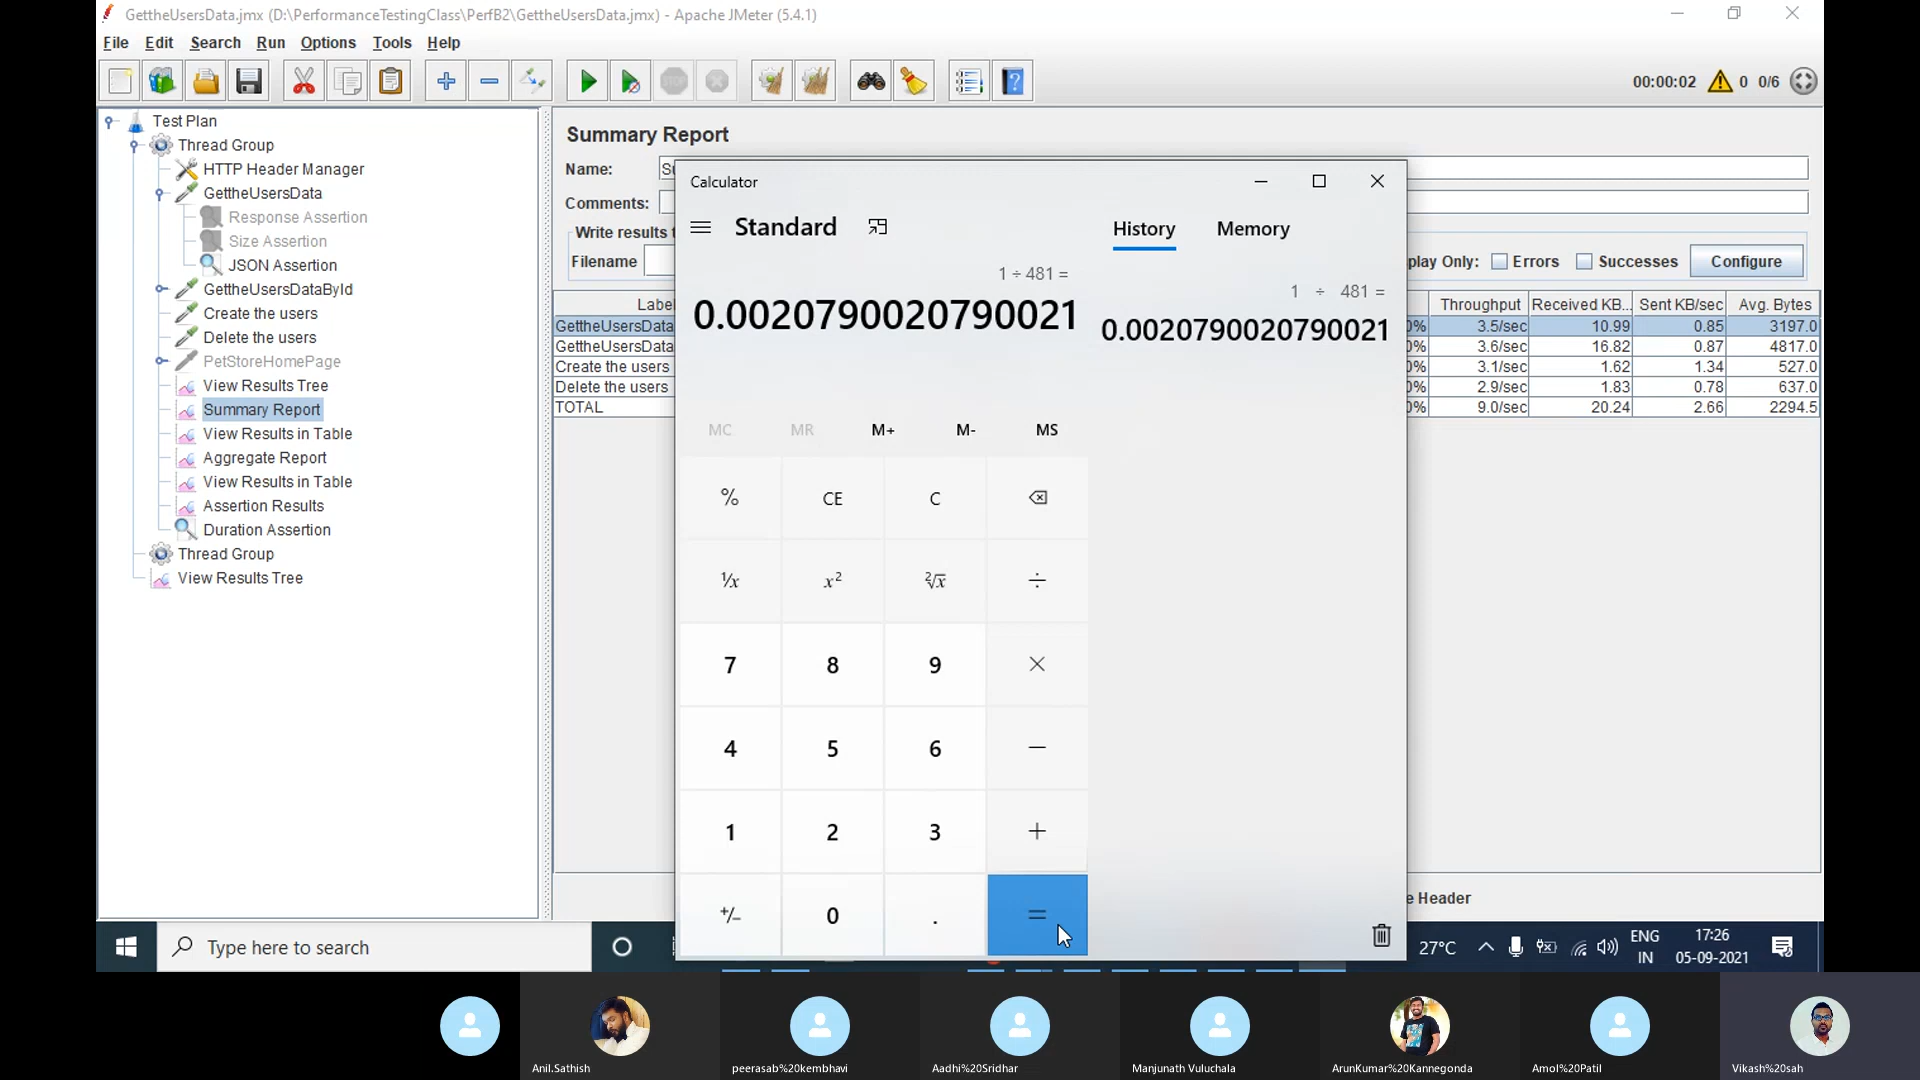 GettheUsersData.jmx (D:\PerformanceTestingClass\PerfB2\GettheUsersData.jmx) - Apache JMeter (5.4.1)
File Edit Search Run Options Tools Help
00:00:02 0 0/6
Test Plan
Thread Group
HTTP Header Manager
GettheUsersData
Response Assertion
Size Assertion
JSON Assertion
GettheUsersDataById
Create the users
Delete the users
PetStoreHomePage
View Results Tree
Summary Report
View Results in Table
Aggregate Report
View Results in Table
Assertion Results
Duration Assertion
Thread Group
View Results Tree
Summary Report
Name:
Comments:
Write results
Filename
Only: Errors Successes Configure
Throughput Received KB... Sent KB/sec Avg. Bytes
GettheUsersData 0% 3.5/sec 10.99 0.85 3197.0
GettheUsersData 0% 3.6/sec 16.82 0.87 4817.0
Create the users 0% 3.1/sec 1.62 1.34 527.0
Delete the users 0% 2.9/sec 1.83 0.78 637.0
TOTAL 0% 9.0/sec 20.24 2.66 2294.5
Header
Calculator
Standard
History Memory
1 ÷ 481 =
0.0020790020790021
1 ÷ 481 =
0.0020790020790021
MC MR M+ M- MS
% CE C
¹/x x² ²√x ÷
7 8 9 ×
4 5 6 −
1 2 3 +
+/− 0 . =
Type here to search
27°C
ENG
IN
17:26
05-09-2021
Anil.Sathish
peerasab%20kembhavi
Aadhi%20Sridhar
Manjunath Vuluchala
ArunKumar%20Kannegonda
Amol%20Patil
Vikash%20sah